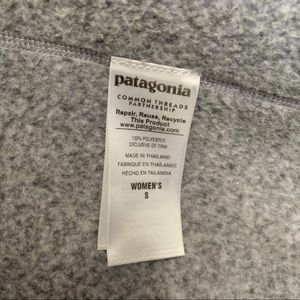 patagonia
COMMON THREADS
PARTNERSHIP
Repair, Reuse, Recycle
This Product
www.patagonia.com
100% POLYESTER
EXCLUSIVE OF TRIM
MADE IN THAILAND
FABRIQUÉ EN THAÏLANDE
HECHO EN TAILANDIA
WOMEN'S
S